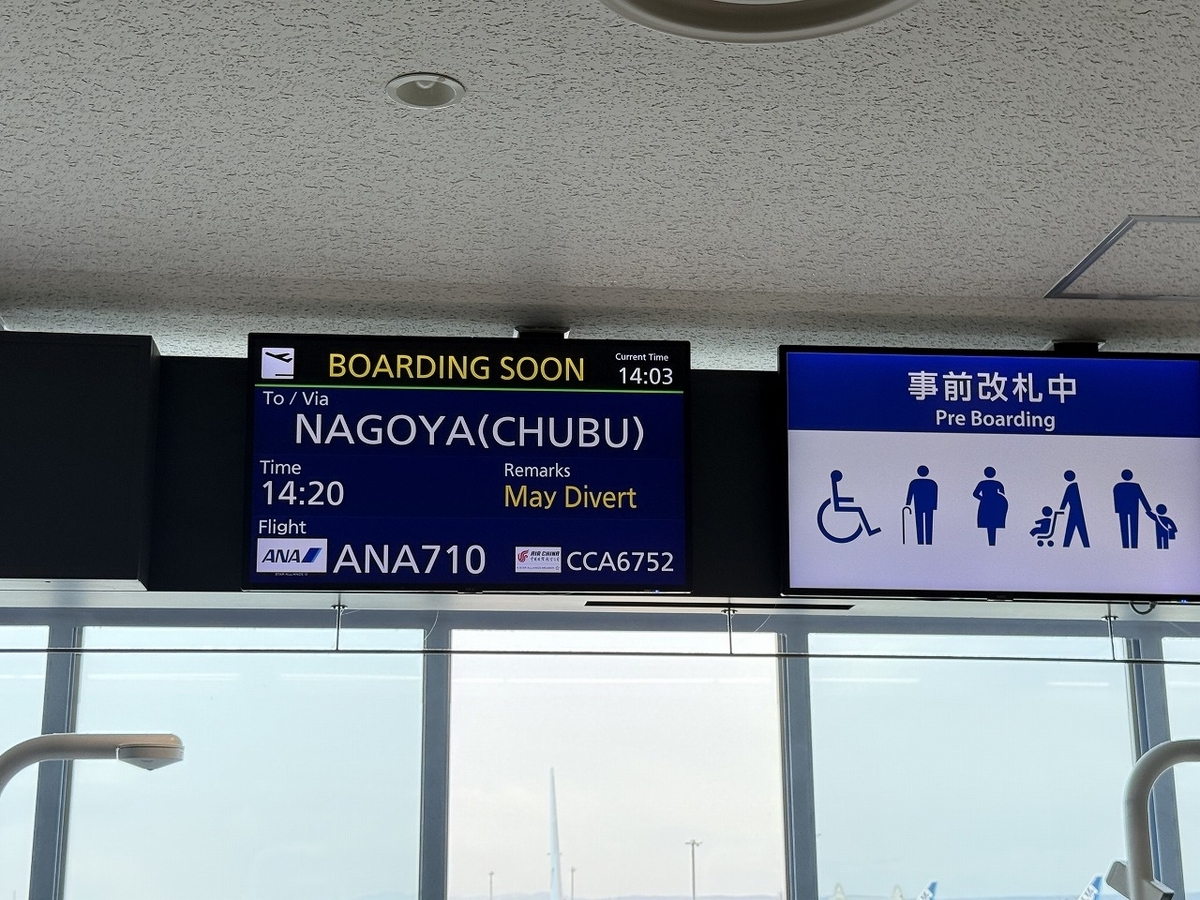 BOARDING SOON
Current Time
14:03
To / Via
NAGOYA(CHUBU)
Time
14:20
Remarks
May Divert
Flight
ANA
ANA710
AIR CHINA
CCA6752
事前改札中
Pre Boarding